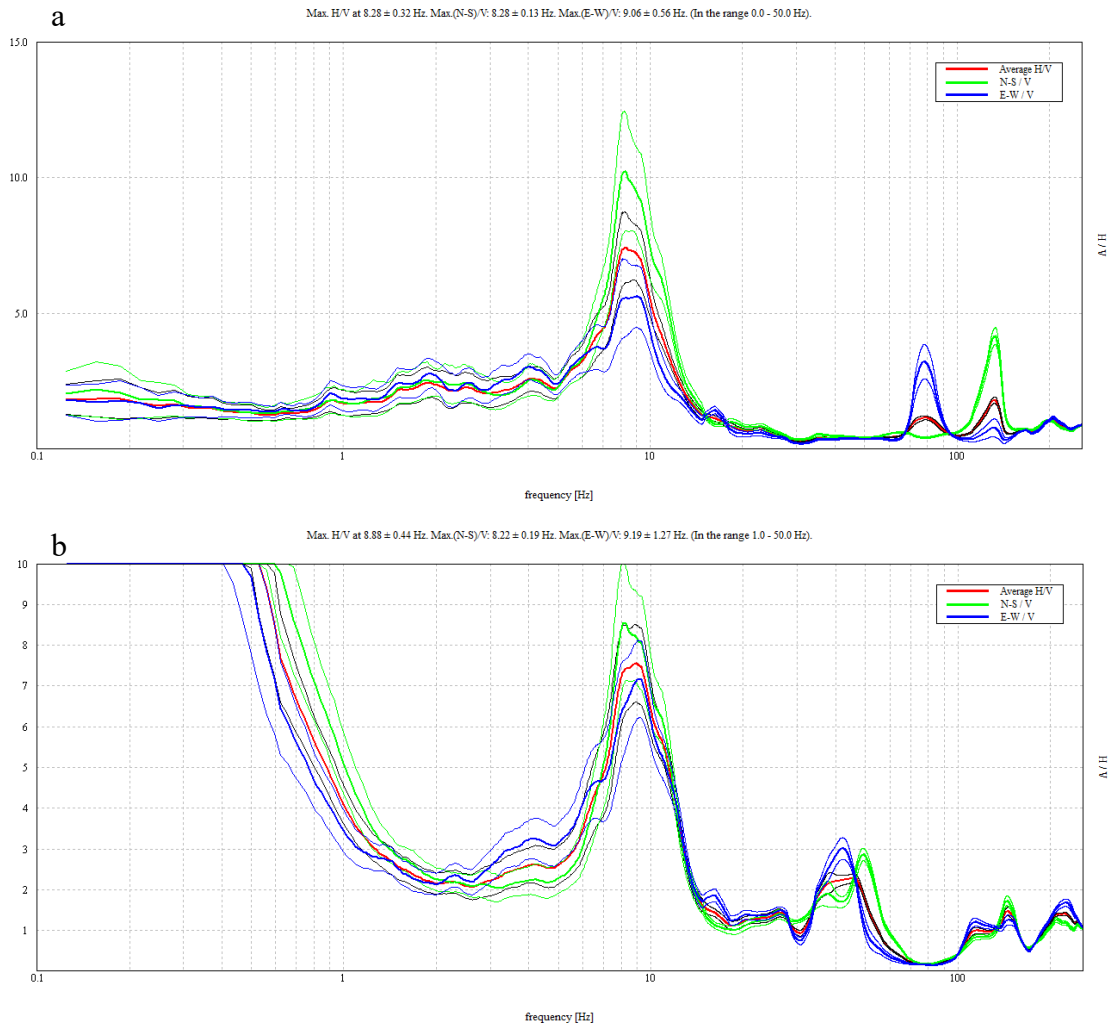 a
Max. H/V at 8.28 ± 0.32 Hz. Max.(N-S)/V: 8.28 ± 0.13 Hz. Max.(E-W)/V: 9.06 ± 0.56 Hz. (In the range 0.0 - 50.0 Hz).
15.0
Average H/V
N-S / V
E-W / V
10.0
H / V
5.0
0.1
1
10
100
frequency [Hz]
b
Max. H/V at 8.88 ± 0.44 Hz. Max.(N-S)/V: 8.22 ± 0.19 Hz. Max.(E-W)/V: 9.19 ± 1.27 Hz. (In the range 1.0 - 50.0 Hz).
10
Average H/V
N-S / V
E-W / V
9
8
7
6
5
H / V
4
3
2
1
0.1
1
10
100
frequency [Hz]